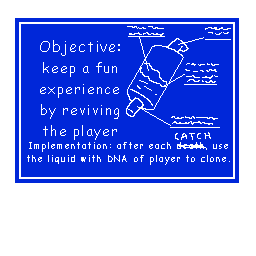 Objective:
keep a fun
experience
by reviving
the player
CATCH
Implementation: after each death, use
the liquid with DNA of player to clone.